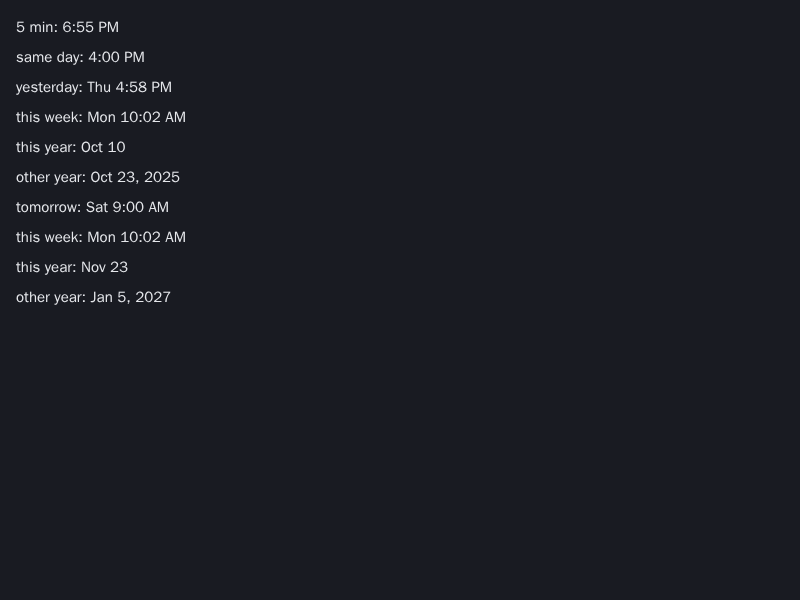 5 min: 6:55 PM
same day: 4:00 PM
yesterday: Thu 4:58 PM
this week: Mon 10:02 AM
this year: Oct 10
other year: Oct 23, 2025
tomorrow: Sat 9:00 AM
this week: Mon 10:02 AM
this year: Nov 23
other year: Jan 5, 2027